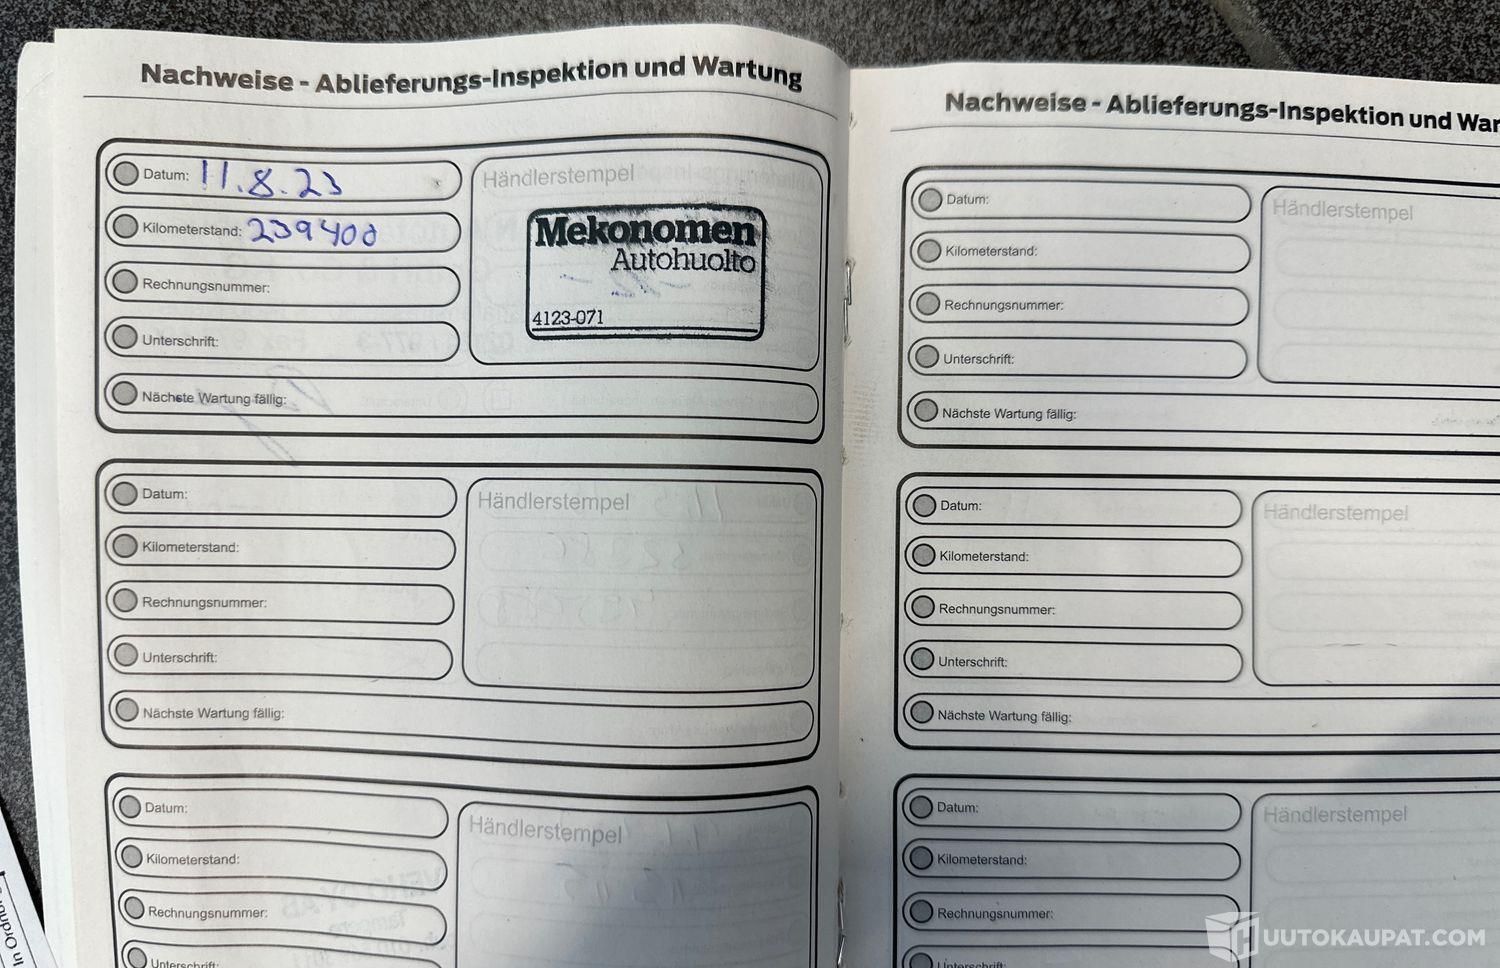 Nachweise - Ablieferungs-Inspektion und Wartung
Datum: 11.8.23
Kilometerstand: 239400
Rechnungsnummer:
Unterschrift:
Nächste Wartung fällig:
Händlerstempel
Mekonomen
Autohuolto
4123-071
Datum:
Kilometerstand:
Rechnungsnummer:
Unterschrift:
Nächste Wartung fällig:
Händlerstempel
Datum:
Kilometerstand:
Rechnungsnummer:
Unterschrift:
Händlerstempel
Nachweise - Ablieferungs-Inspektion und War
Datum:
Kilometerstand:
Rechnungsnummer:
Unterschrift:
Nächste Wartung fällig:
Händlerstempel
Datum:
Kilometerstand:
Rechnungsnummer:
Unterschrift:
Nächste Wartung fällig:
Händlerstempel
Datum:
Kilometerstand:
Rechnungsnummer:
Unterschrift:
Händlerstempel
UUTOKAUPAT.COM